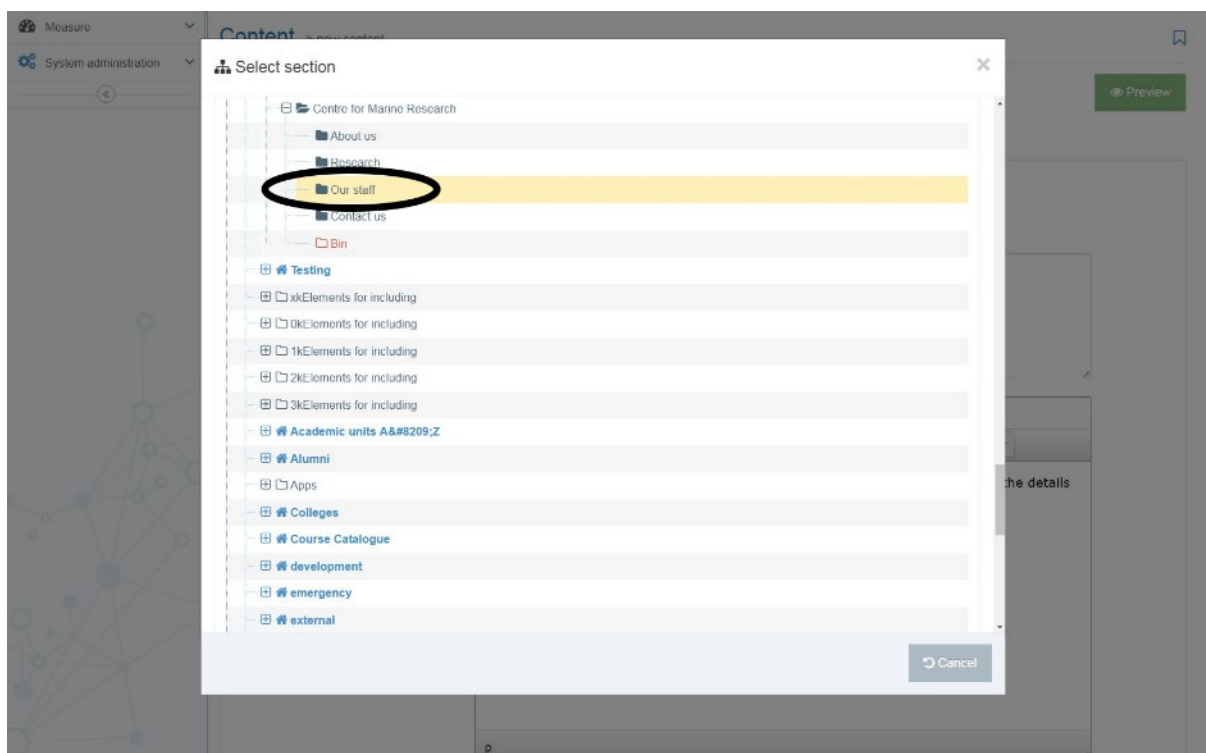 Measure
System administration
Content » new content
Preview
Select section
×
Centre for Marine Research
About us
Research
Our staff
Contact us
Bin
Testing
xkElements for including
0kElements for including
1kElements for including
2kElements for including
3kElements for including
Academic units A&#8209;Z
Alumni
Apps
Colleges
Course Catalogue
development
emergency
external
the details
Cancel
p